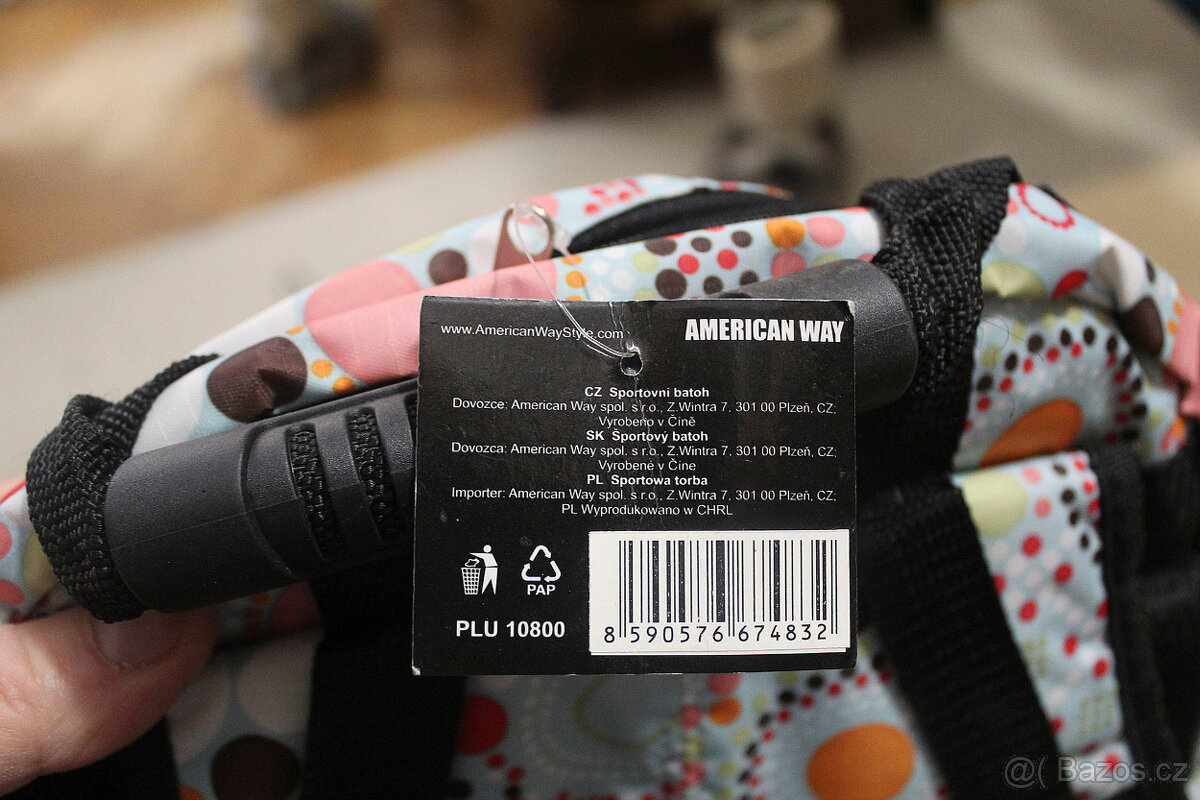 www.AmericanWayStyle.com
AMERICAN WAY
CZ Sportovní batoh
Dovozce: American Way spol. s r.o., Z.Wintra 7, 301 00 Plzeň, CZ;
Vyrobeno v Číně
SK Športový batoh
Dovozca: American Way spol. s r.o., Z.Wintra 7, 301 00 Plzeň, CZ;
Vyrobené v Číne
PL Sportowa torba
Importer: American Way spol. s r.o., Z.Wintra 7, 301 00 Plzeň, CZ;
PL Wyprodukowano w CHRL
PAP
PLU 10800
8 590576 674832
@( Bazos.cz